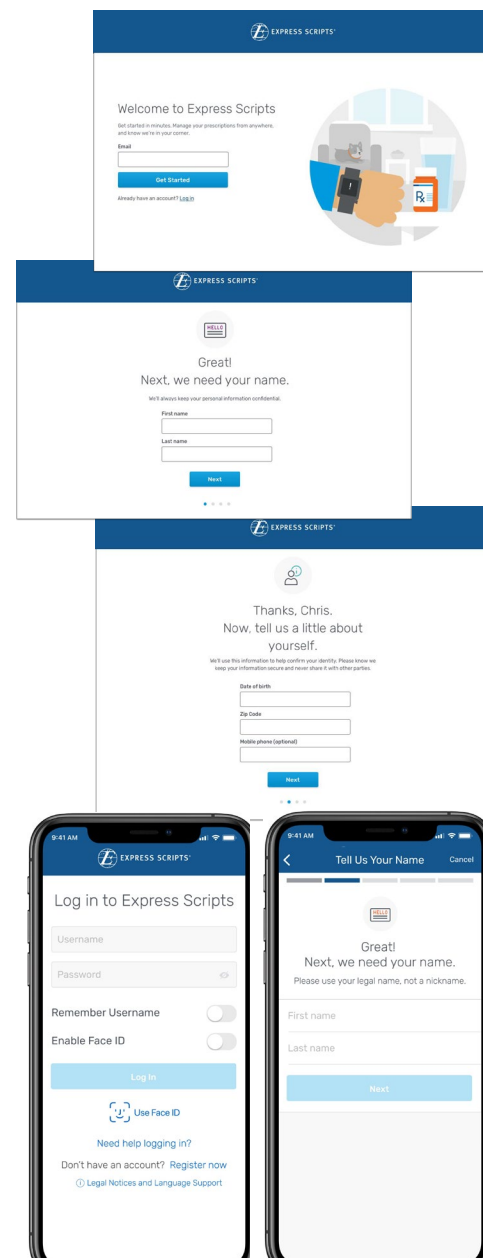 EXPRESS SCRIPTS®
Welcome to Express Scripts
Get started in minutes. Manage your prescriptions from anywhere,
and know we're in your corner.
Email
Get Started
Already have an account? Log in
Rx
EXPRESS SCRIPTS®
HELLO
Great!
Next, we need your name.
We'll always keep your personal information confidential.
First name
Last name
Next
EXPRESS SCRIPTS®
Thanks, Chris.
Now, tell us a little about
yourself.
We'll use this information to help confirm your identity. Please know we
keep your information secure and never share it with other parties.
Date of birth
Zip Code
Mobile phone (optional)
Next
9:41 AM
EXPRESS SCRIPTS®
Log in to Express Scripts
Username
Password
Remember Username
Enable Face ID
Log In
Use Face ID
Need help logging in?
Don't have an account? Register now
Legal Notices and Language Support
9:41 AM
Tell Us Your Name Cancel
HELLO
Great!
Next, we need your name.
Please use your legal name, not a nickname.
First name
Last name
Next